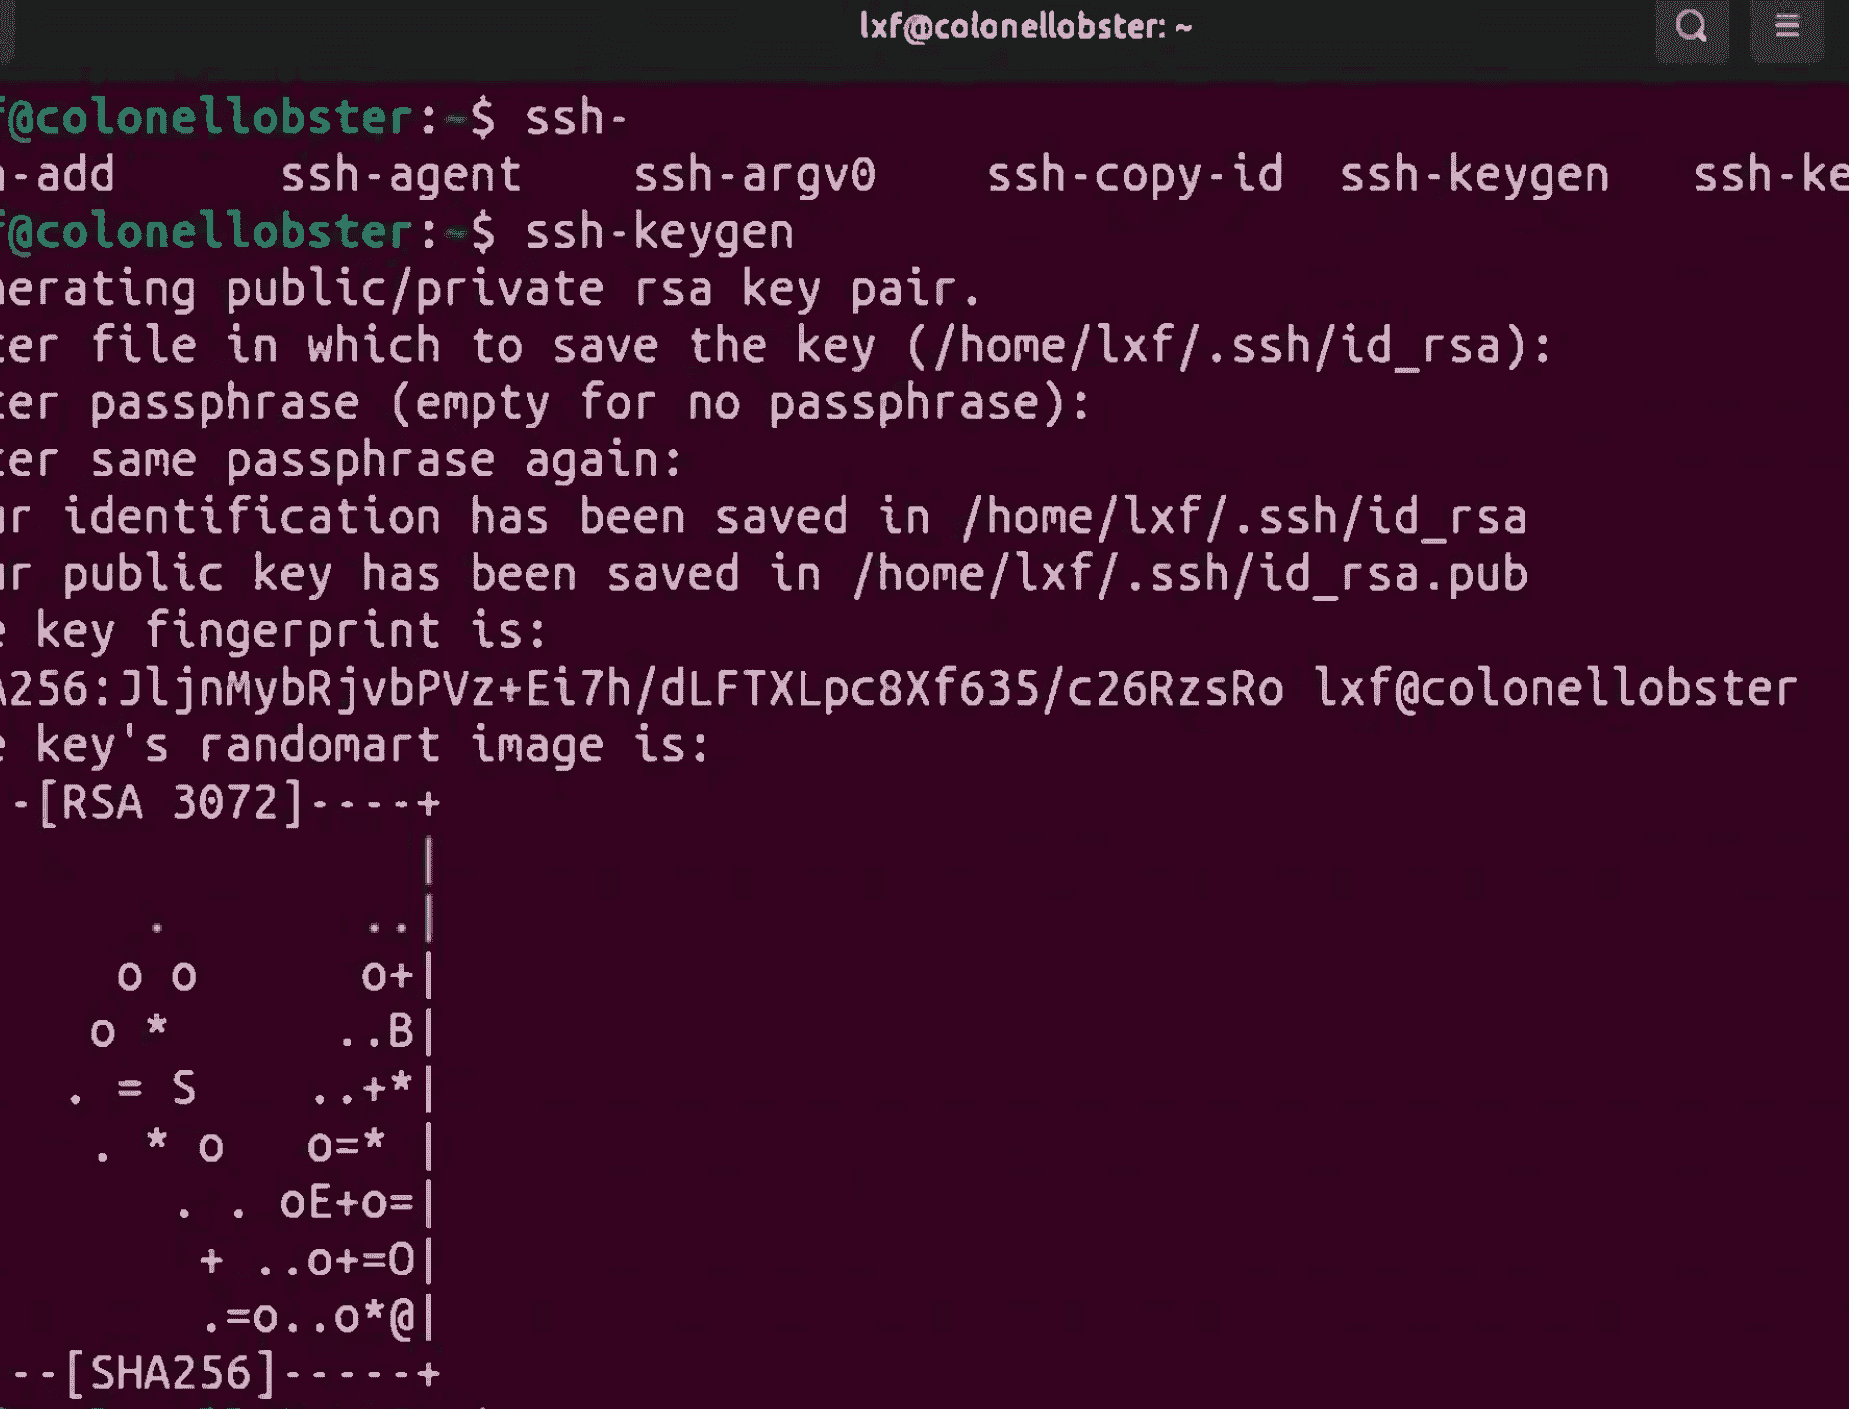 lxf@colonellobster: ~
f@colonellobster:~$ ssh-
h-add      ssh-agent    ssh-argv0    ssh-copy-id  ssh-keygen   ssh-ke
f@colonellobster:~$ ssh-keygen
nerating public/private rsa key pair.
ter file in which to save the key (/home/lxf/.ssh/id_rsa):
ter passphrase (empty for no passphrase):
ter same passphrase again:
ur identification has been saved in /home/lxf/.ssh/id_rsa
ur public key has been saved in /home/lxf/.ssh/id_rsa.pub
e key fingerprint is:
A256:JljnMybRjvbPVz+Ei7h/dLFTXLpc8Xf635/c26RzsRo lxf@colonellobster
e key's randomart image is:
-[RSA 3072]----+
               |
     .       ..|
    o o      o+|
   o *      ..B|
  . = S    ..+*|
   . * o   o=* |
      . . oE+o=|
       + ..o+=O|
       .=o..o*@|
--[SHA256]-----+